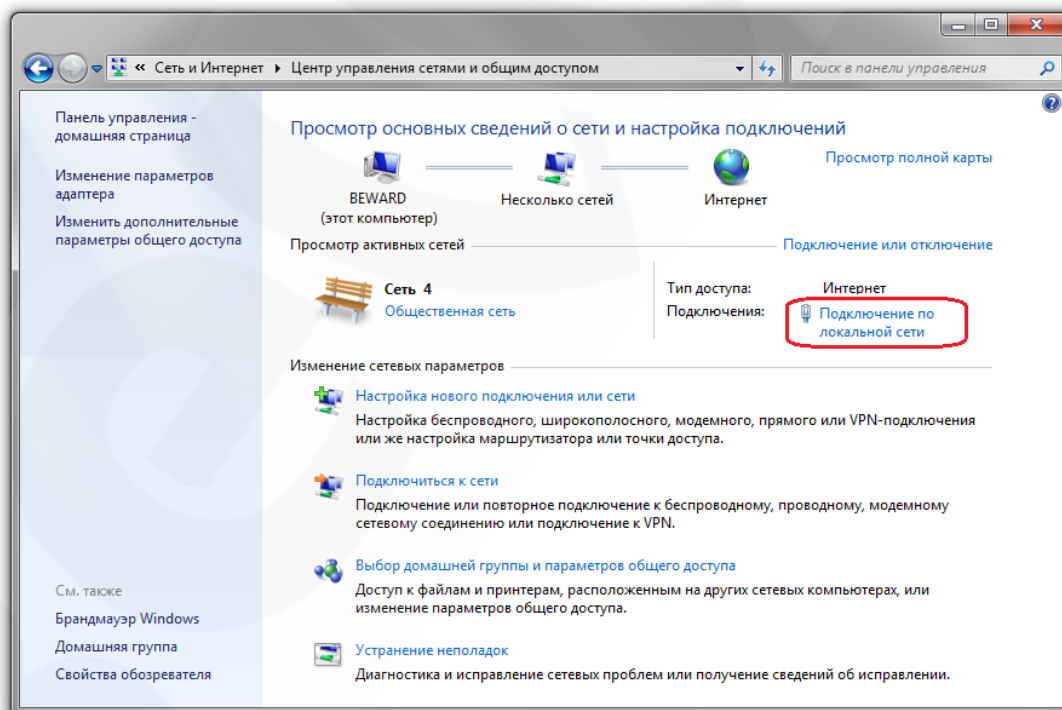 « Сеть и Интернет ▸ Центр управления сетями и общим доступом
Поиск в панели управления
Панель управления -
домашняя страница
Изменение параметров
адаптера
Изменить дополнительные
параметры общего доступа
Просмотр основных сведений о сети и настройка подключений
Просмотр полной карты
BEWARD
(этот компьютер)
Несколько сетей
Интернет
Просмотр активных сетей
Подключение или отключение
Сеть 4
Общественная сеть
Тип доступа: Интернет
Подключения: Подключение по
локальной сети
Изменение сетевых параметров
Настройка нового подключения или сети
Настройка беспроводного, широкополосного, модемного, прямого или VPN-подключения
или же настройка маршрутизатора или точки доступа.
Подключиться к сети
Подключение или повторное подключение к беспроводному, проводному, модемному
сетевому соединению или подключение к VPN.
Выбор домашней группы и параметров общего доступа
Доступ к файлам и принтерам, расположенным на других сетевых компьютерах, или
изменение параметров общего доступа.
Устранение неполадок
Диагностика и исправление сетевых проблем или получение сведений об исправлении.
См. также
Брандмауэр Windows
Домашняя группа
Свойства обозревателя